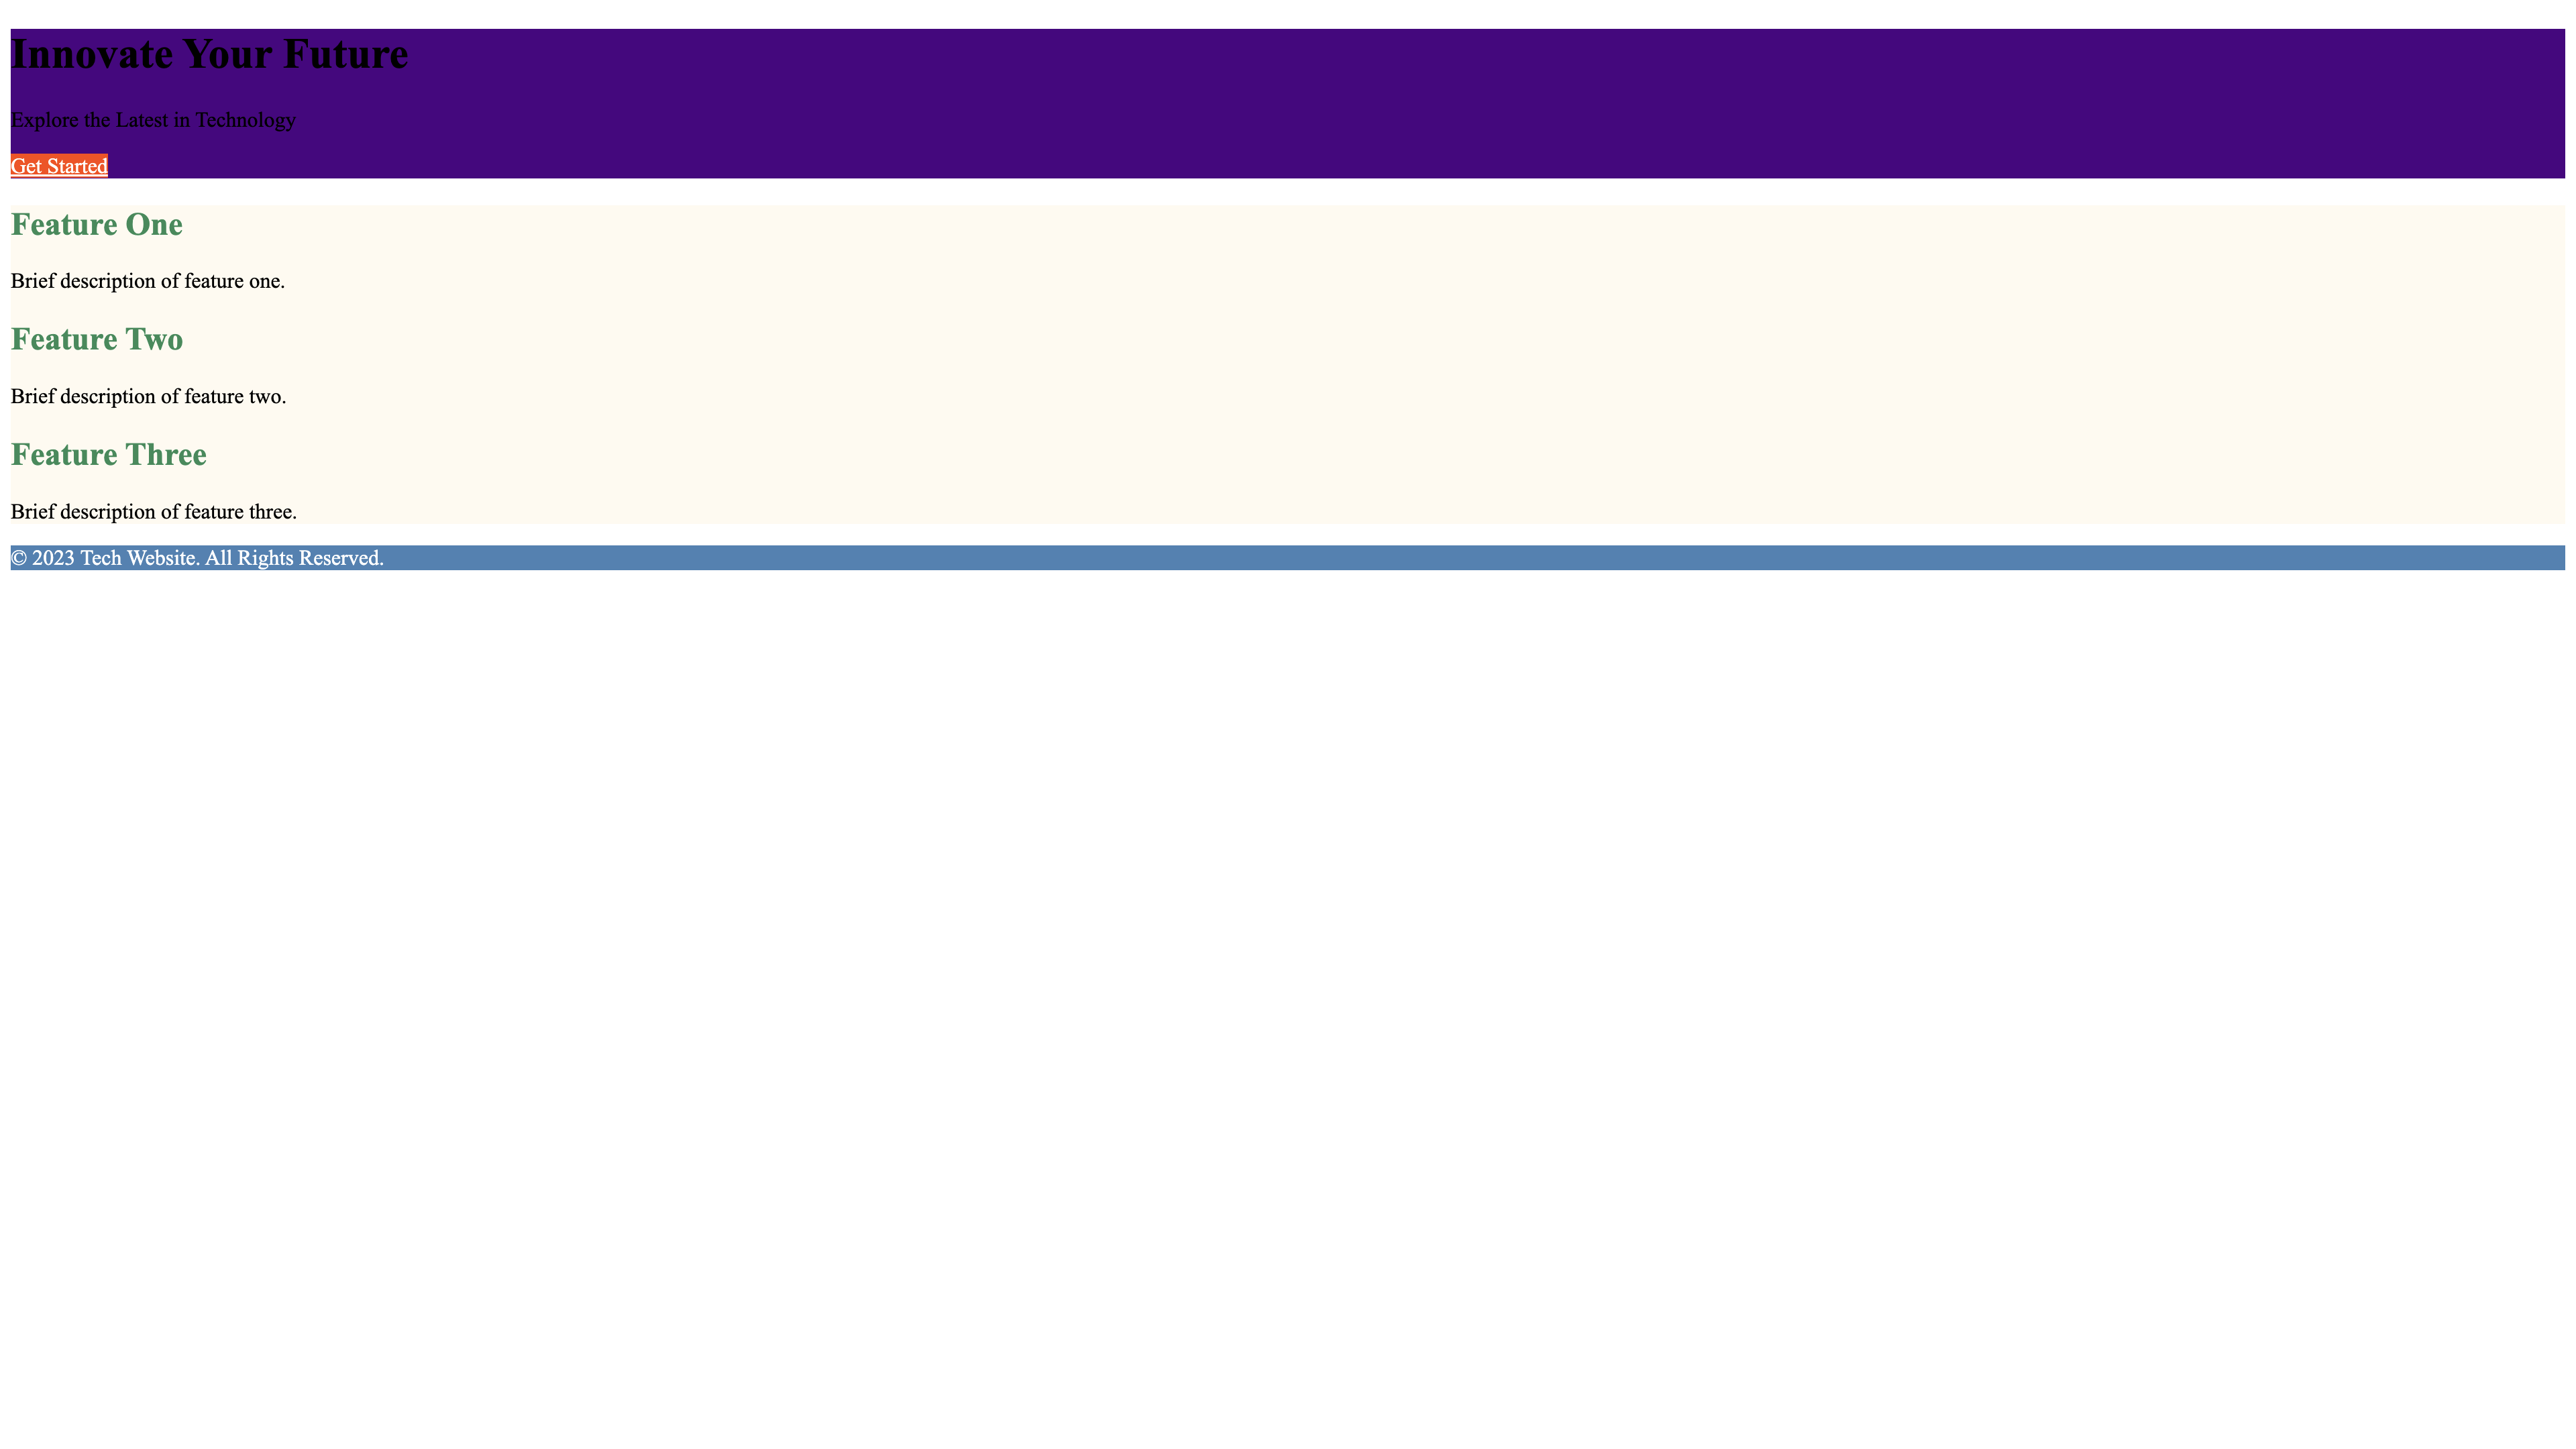 Innovate Your Future
Explore the Latest in Technology
Get Started
Feature One
Brief description of feature one.
Feature Two
Brief description of feature two.
Feature Three
Brief description of feature three.
© 2023 Tech Website. All Rights Reserved.